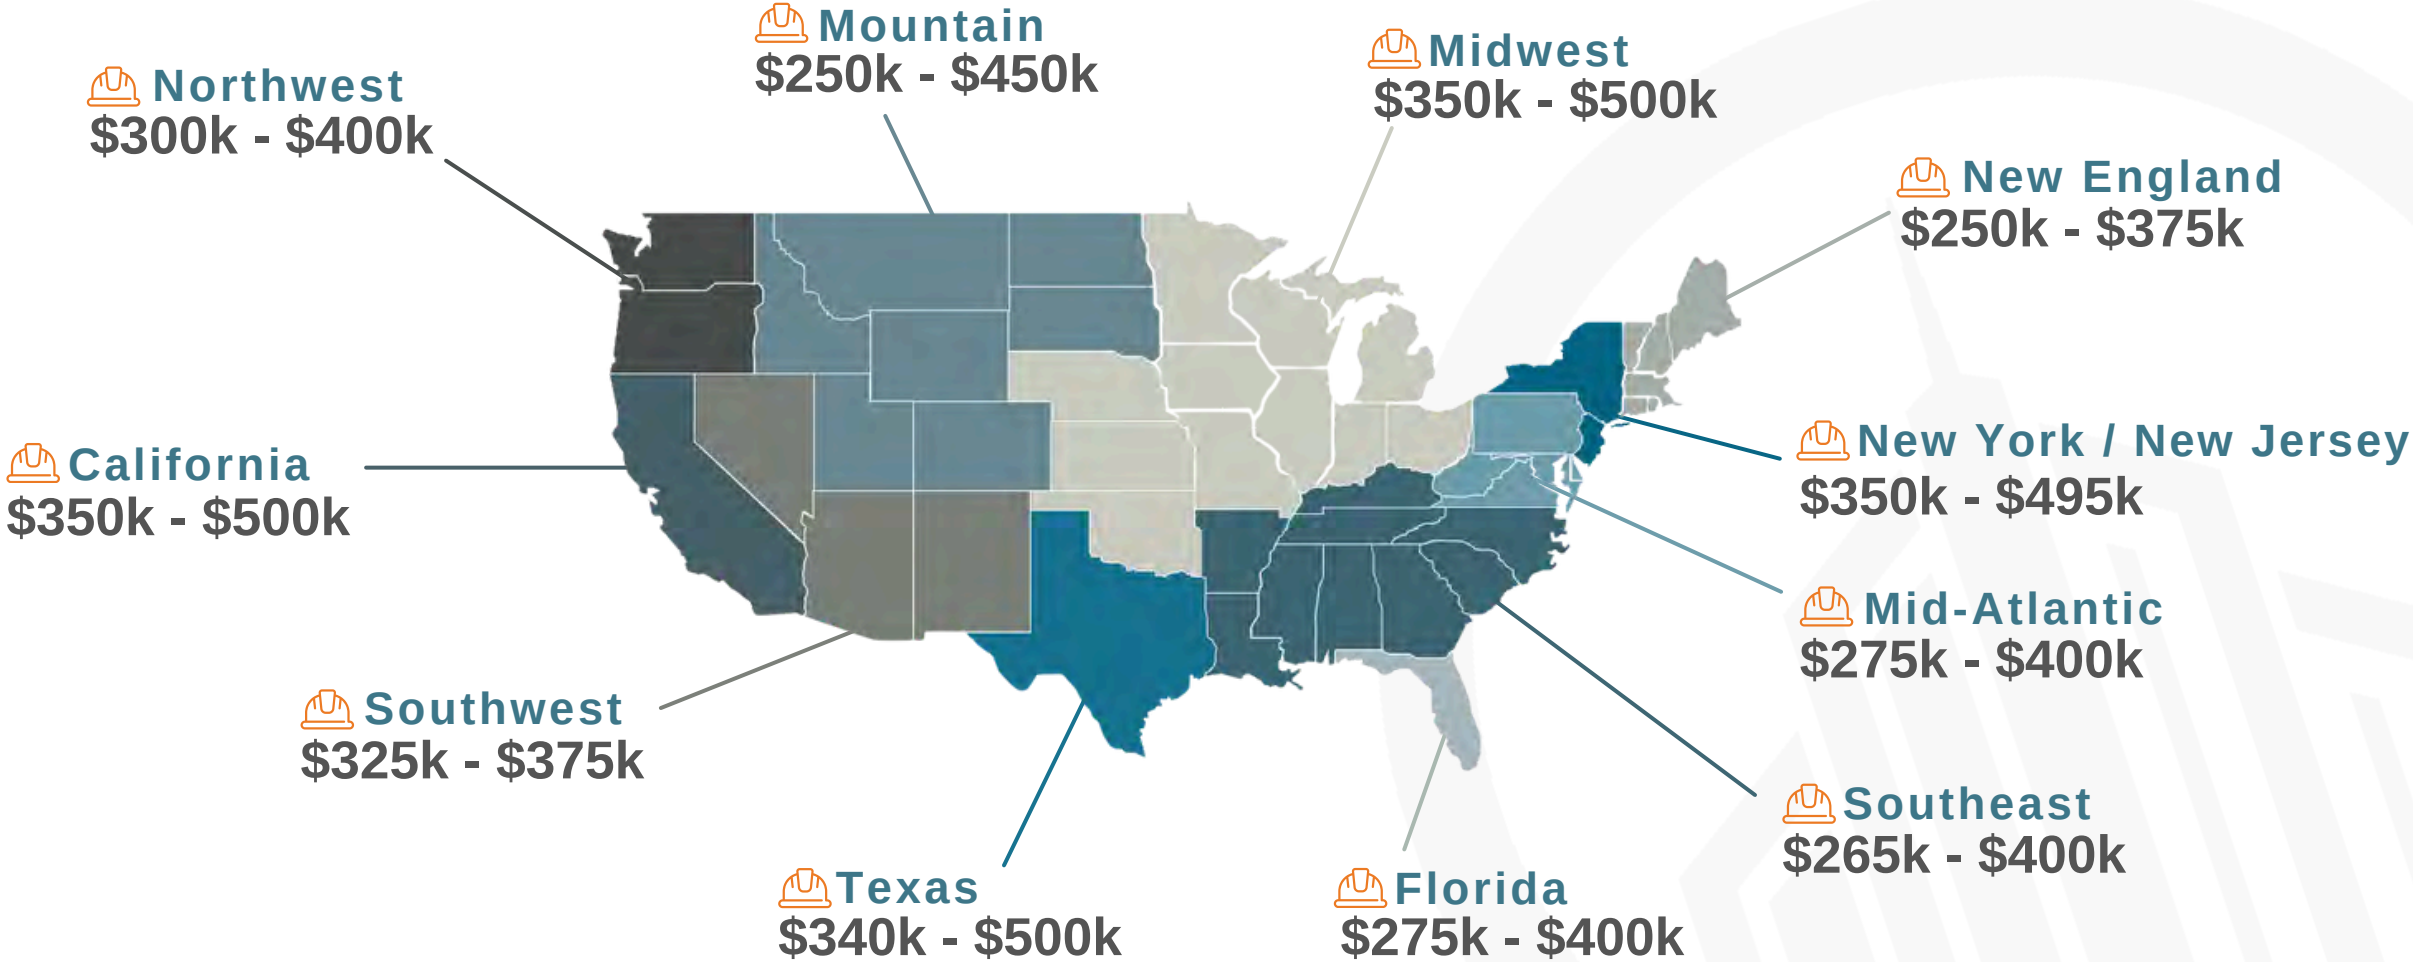 Mountain
$250k - $450k
Midwest
$350k - $500k
Northwest
$300k - $400k
New England
$250k - $375k
California
$350k - $500k
New York / New Jersey
$350k - $495k
Mid-Atlantic
$275k - $400k
Southwest
$325k - $375k
Southeast
$265k - $400k
Texas
$340k - $500k
Florida
$275k - $400k